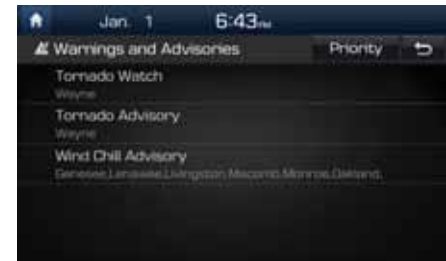 Jan. 1 6:43PM
Warnings and Advisories Priority
Tornado Watch
Wayne
Tornado Advisory
Wayne
Wind Chill Advisory
Genesee,Lenawee,Livingston,Macomb,Monroe,Oakland,